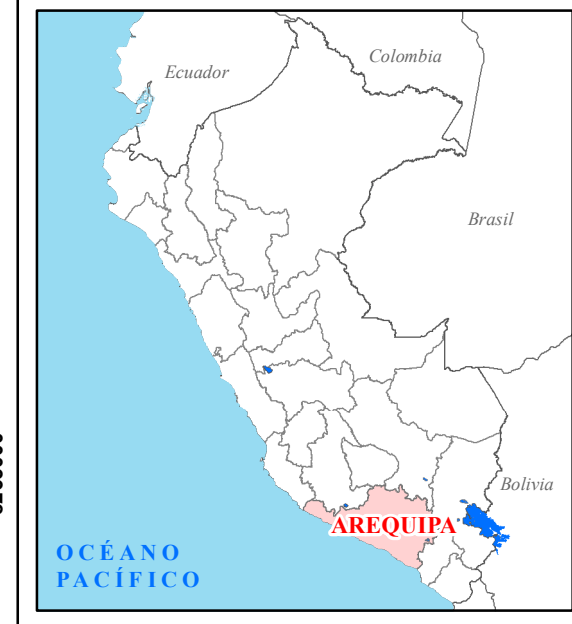 Colombia
Ecuador
Brasil
Bolivia
AREQUIPA
OCÉANO
PACÍFICO